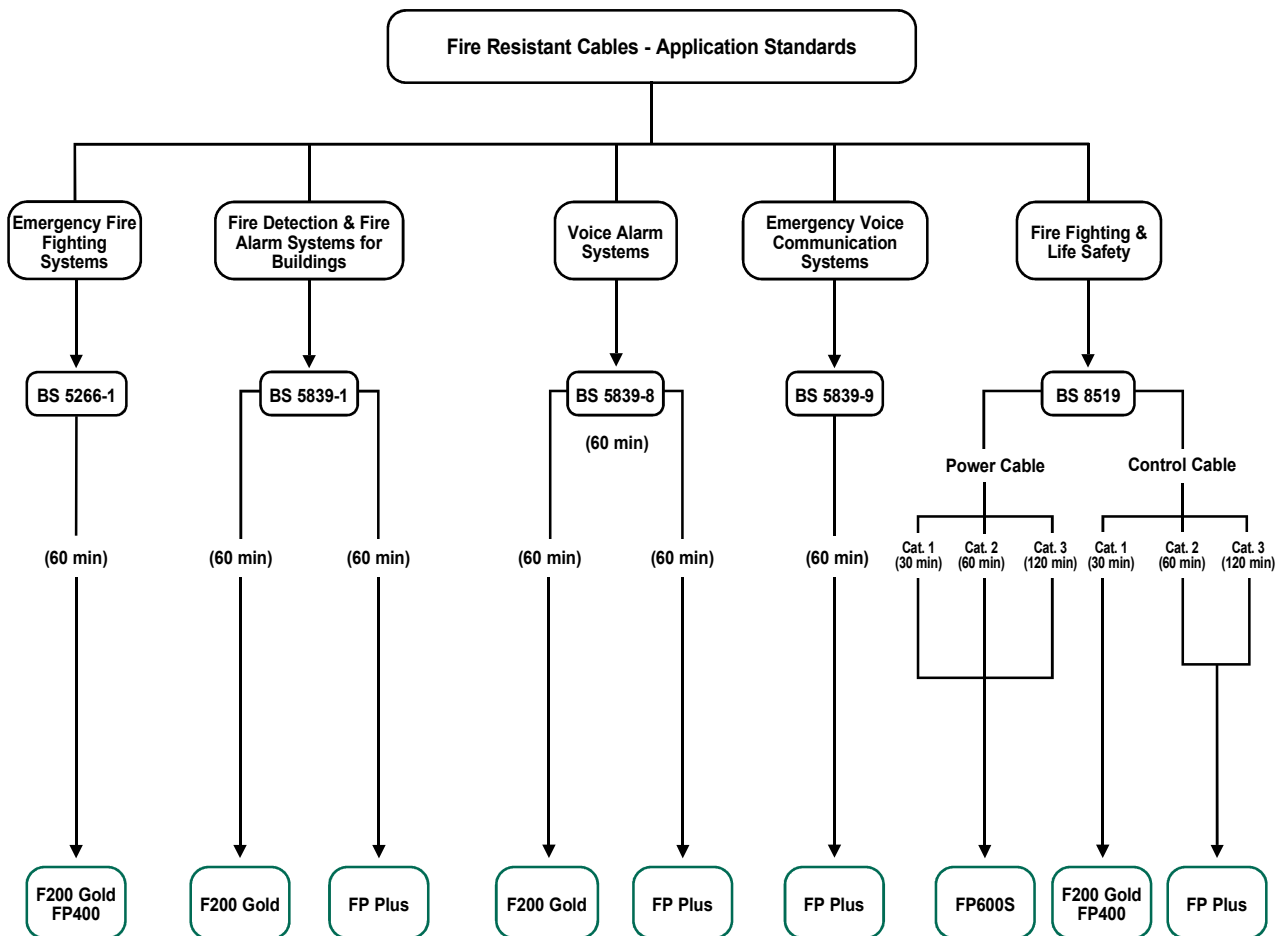 Fire Resistant Cables - Application Standards
Emergency Fire
Fighting
Systems
Fire Detection & Fire
Alarm Systems for
Buildings
Voice Alarm
Systems
Emergency Voice
Communication
Systems
Fire Fighting &
Life Safety
BS 5266-1
BS 5839-1
BS 5839-8
BS 5839-9
BS 8519
(60 min)
Power Cable
Control Cable
(60 min)
(60 min)
(60 min)
(60 min)
(60 min)
(60 min)
Cat. 1
(30 min)
Cat. 2
(60 min)
Cat. 3
(120 min)
Cat. 1
(30 min)
Cat. 2
(60 min)
Cat. 3
(120 min)
F200 Gold
FP400
F200 Gold
FP Plus
F200 Gold
FP Plus
FP Plus
FP600S
F200 Gold
FP400
FP Plus